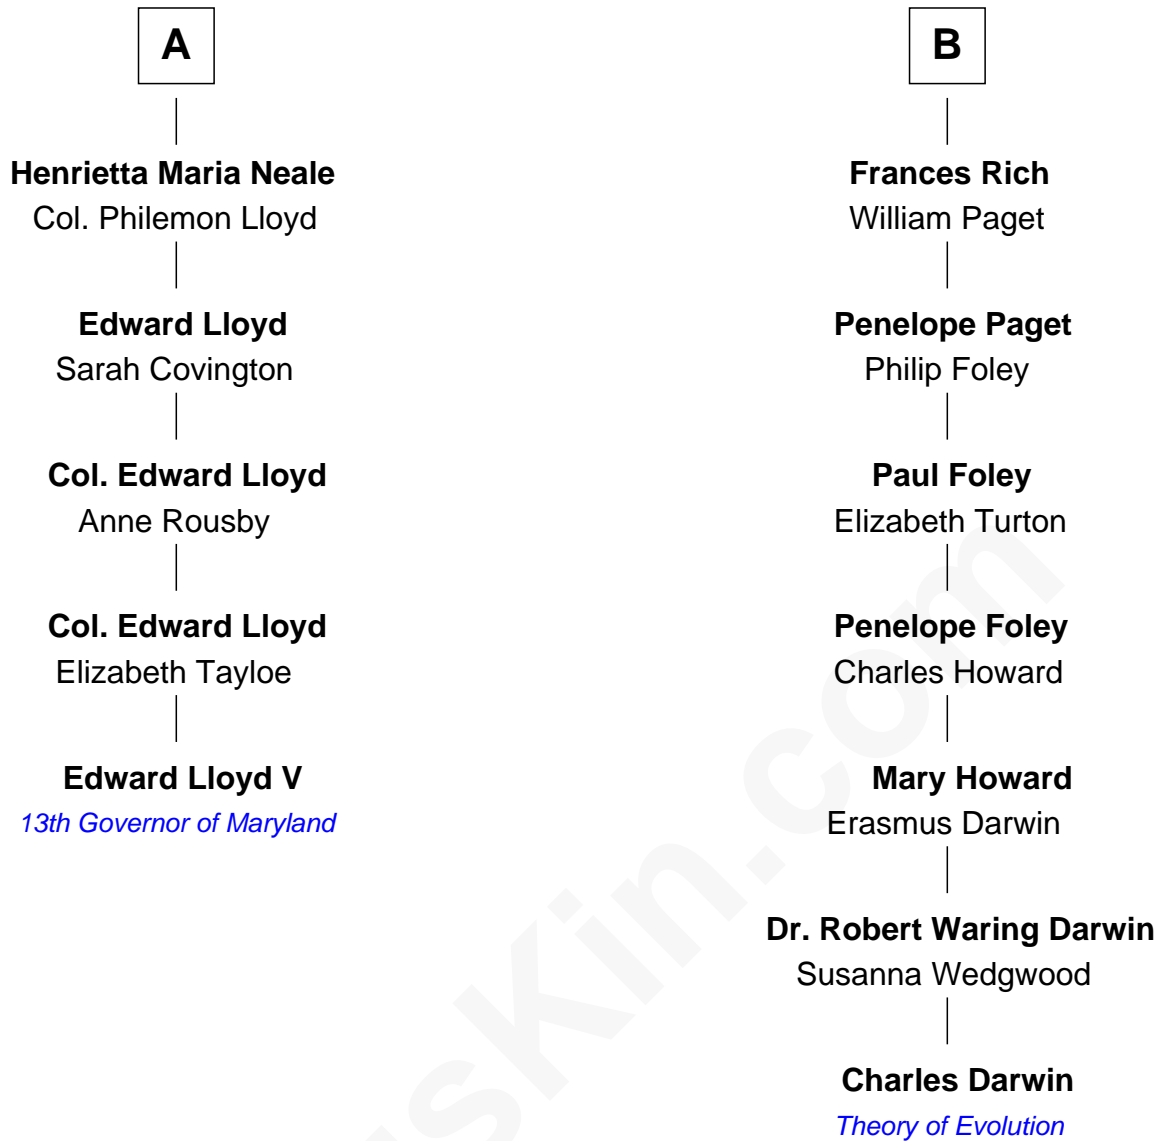 A
Henrietta Maria Neale
Col. Philemon Lloyd
Edward Lloyd
Sarah Covington
Col. Edward Lloyd
Anne Rousby
Col. Edward Lloyd
Elizabeth Tayloe
Edward Lloyd V
13th Governor of Maryland
B
Frances Rich
William Paget
Penelope Paget
Philip Foley
Paul Foley
Elizabeth Turton
Penelope Foley
Charles Howard
Mary Howard
Erasmus Darwin
Dr. Robert Waring Darwin
Susanna Wedgwood
Charles Darwin
Theory of Evolution
usKin.com